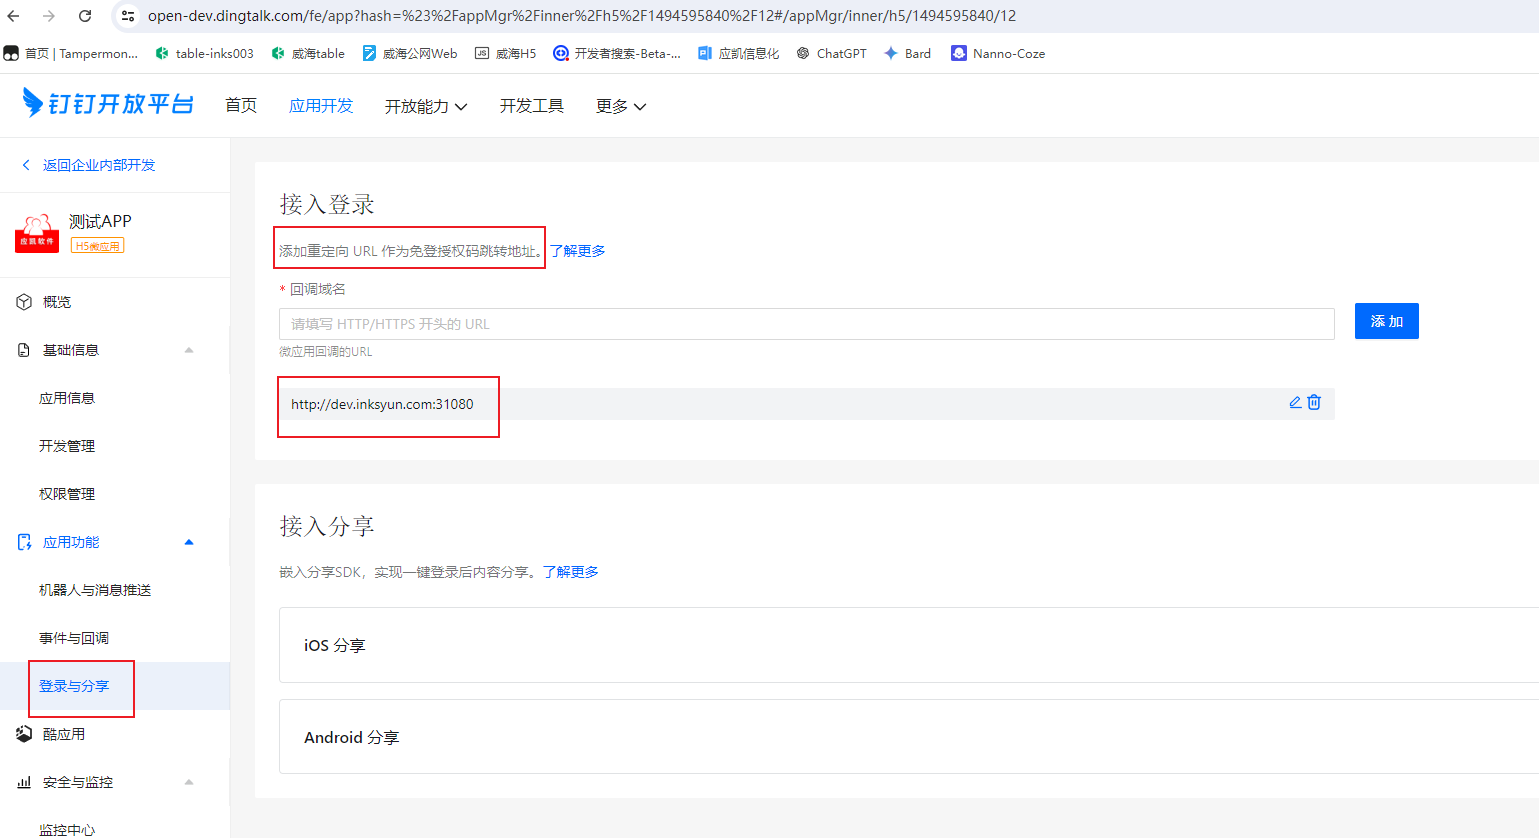 open-dev.dingtalk.com/fe/app?hash=%23%2FappMgr%2Finner%2Fh5%2F1494595840%2F12#/appMgr/inner/h5/1494595840/12
首页 | Tampermon... table-inks003 威海table 威海公网Web JS 威海H5 开发者搜索-Beta-... 应凯信息化 ChatGPT Bard Nanno-Coze
钉钉开放平台 首页 应用开发 开放能力 开发工具 更多
返回企业内部开发
应凯软件
测试APP
H5微应用
概览
基础信息
应用信息
开发管理
权限管理
应用功能
机器人与消息推送
事件与回调
登录与分享
酷应用
安全与监控
监控中心
接入登录
添加重定向 URL 作为免登授权码跳转地址。了解更多
* 回调域名
请填写 HTTP/HTTPS 开头的 URL
添 加
微应用回调的URL
http://dev.inksyun.com:31080
接入分享
嵌入分享SDK，实现一键登录后内容分享。了解更多
iOS 分享
Android 分享